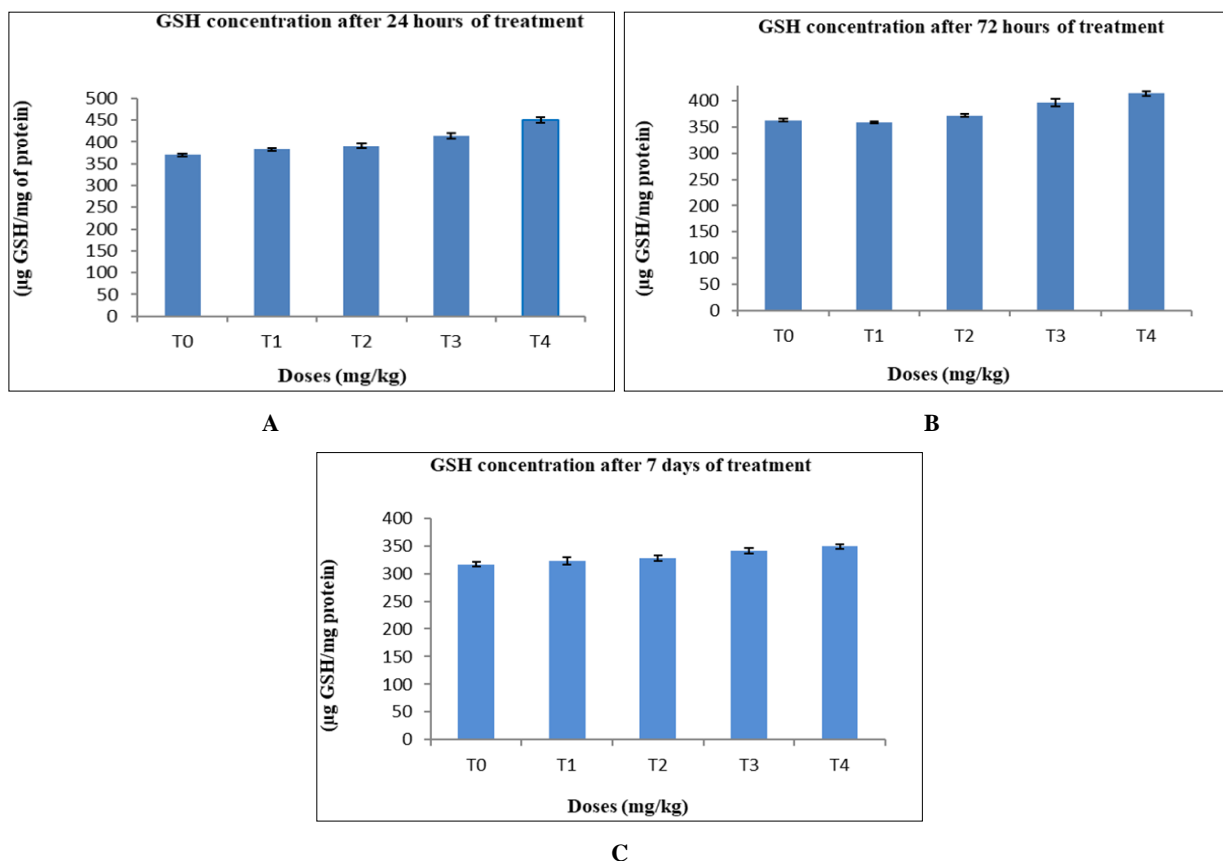 GSH concentration after 24 hours of treatment
(µg GSH/mg of protein)
500
450
400
350
300
250
200
150
100
50
0
T0 T1 T2 T3 T4
Doses (mg/kg)
A
GSH concentration after 72 hours of treatment
(µg GSH/mg protein)
400
350
300
250
200
150
100
50
0
T0 T1 T2 T3 T4
Doses (mg/kg)
B
GSH concentration after 7 days of treatment
(µg GSH/mg protein)
400
350
300
250
200
150
100
50
0
T0 T1 T2 T3 T4
Doses (mg/kg)
C